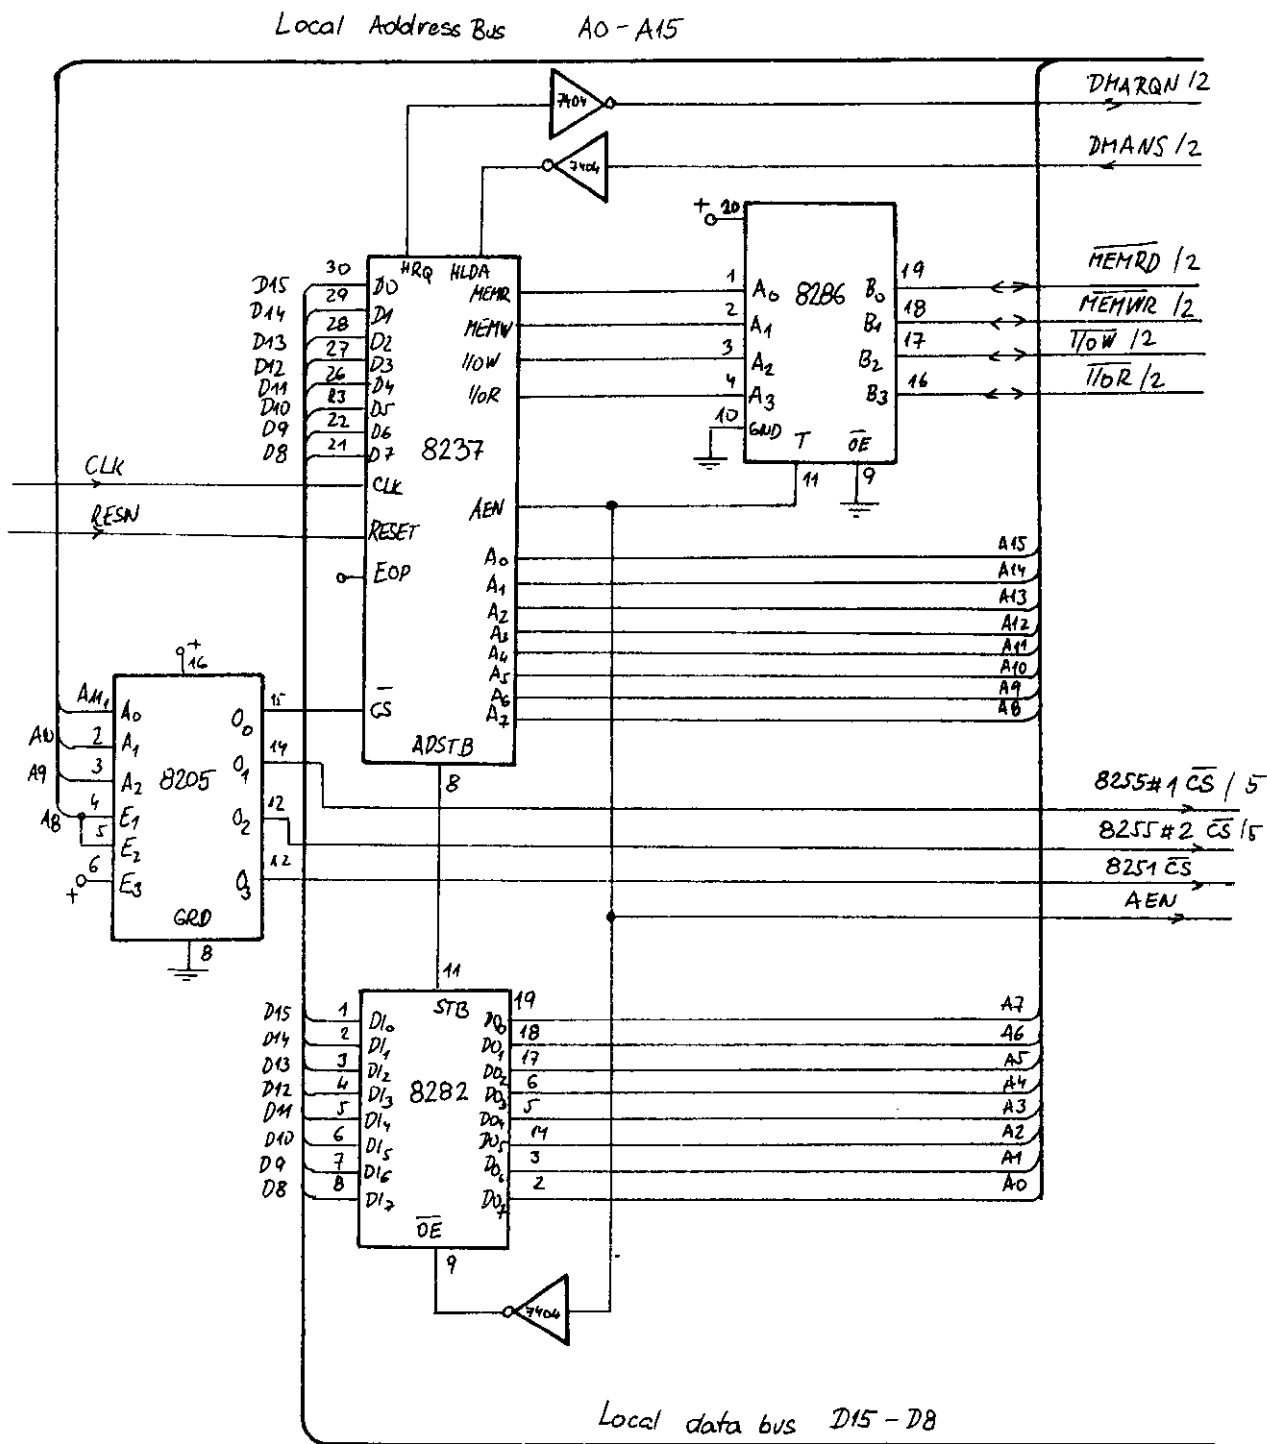 Local Address Bus A0-A15
7404
DMARQN /2
7404
DMANS /2
+ 20
HRQ HLDA
8286
1 A0
2 A1
3 A2
4 A3
10 GND
T
OE
11
9
B0 19 MEMRD /2
B1 18 MEMWR /2
B2 17 I/OW /2
B3 16 I/OR /2
D15 30 D0
D14 29 D1
D13 28 D2
D12 27 D3
D11 26 D4
D10 23 D5
D9 22 D6
D8 21 D7
MEMR
MEMW
I/OW
I/OR
8237
CLK
CLK
RESN
RESET
EOP
AEN
A0 A15
A1 A14
A2 A13
A3 A12
A4 A11
A5 A10
A6 A9
A7 A8
CS
ADSTB
8
+ 16
A11 1 A0
A10 2 A1
A9 3 A2
A8 4 E1
5 E2
+ 6 E3
8205
O0 15
O1 14
O2 12
O3 12
GRD
8
8255#1 CS / 5
8255#2 CS /5
8251 CS
AEN
11
STB
8282
D15 1 DI0
D14 2 DI1
D13 3 DI2
D12 4 DI3
D11 5 DI4
D10 6 DI5
D9 7 DI6
D8 8 DI7
DO0 19 A7
DO1 18 A6
DO2 17 A5
DO3 6 A4
DO4 5 A3
DO5 14 A2
DO6 3 A1
DO7 2 A0
OE
9
7404
Local data bus D15-D8